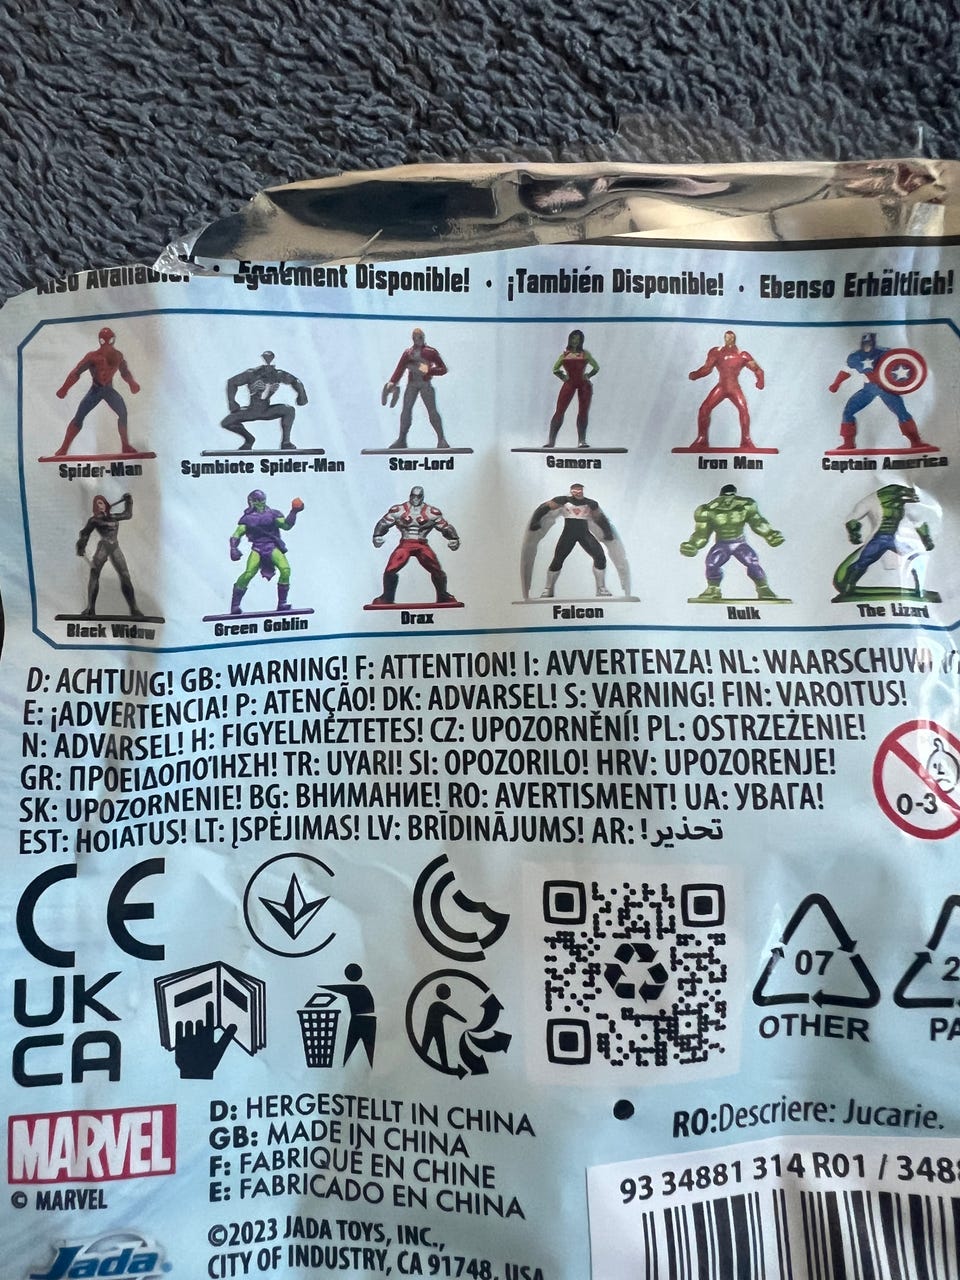 Also Available! • Également Disponible! • ¡También Disponible! • Ebenso Erhältlich!
Spider-Man Symbiote Spider-Man Star-Lord Gamora Iron Man Captain America
Black Widow Green Goblin Drax Falcon Hulk The Lizard
D: ACHTUNG! GB: WARNING! F: ATTENTION! I: AVVERTENZA! NL:
E: ¡ADVERTENCIA! P: ATENÇÃO! DK: ADVARSEL! S: VARNING! FIN: VAROITUS!
N: ADVARSEL! H: FIGYELMEZTETES! CZ: UPOZORNĚNÍ! PL: OSTRZEŻENIE!
GR: ΠΡΟΕΙΔΟΠΟΊΗΣΗ! TR: UYARI! SI: OPOZORILO! HRV: UPOZORENJE!
SK: UPOZORNENIE! BG: ВНИМАНИЕ! RO: AVERTISMENT! UA: УВАГА!
EST: HOIATUS! LT: ĮSPĖJIMAS! LV: BRĪDINĀJUMS! AR: تحذير!
0-3
CE
UK
CA
07
OTHER
MARVEL
© MARVEL
D: HERGESTELLT IN CHINA
GB: MADE IN CHINA
F: FABRIQUÉ EN CHINE
E: FABRICADO EN CHINA
©2023 JADA TOYS, INC.,
CITY OF INDUSTRY, CA 91748, USA
Jada
RO:Descriere: Jucarie.
93 34881 314 R01 /